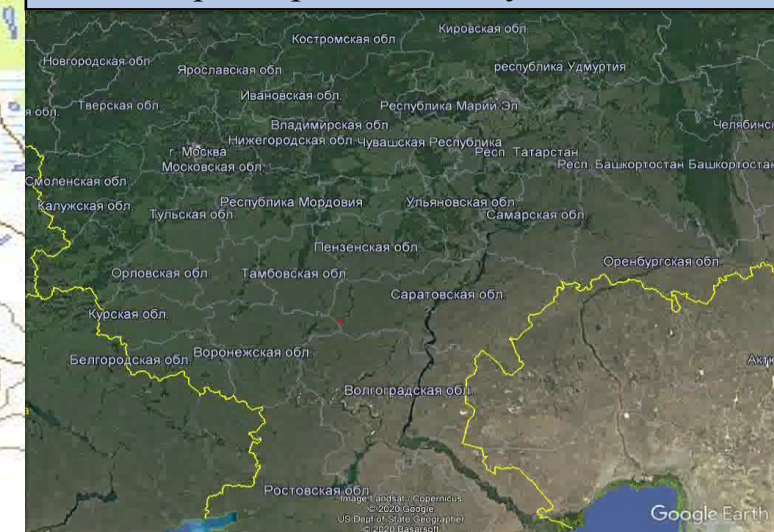 Костромская обл
Кировская обл.
Новгородская обл.
Ярославская обл
республика Удмуртия
Ивановская обл.
Тверская обл
Республика Марий Эл
Владимирская обл
Нижегородская обл.
Чувашская Республика
г. Москва
Московская обл.
Респ. Татарстан
Респ. Башкортостан Башкортостан
Смоленская обл
Калужская обл.
Тульская обл.
Республика Мордовия
Ульяновская обл.
Самарская обл
Пензенская обл
Орловская обл.
Тамбовская обл
Оренбургская обл
Саратовская обл.
Курская обл.
Белгородская обл.
Воронежская обл.
Волгоградская обл.
Ростовская обл
Image Landsat / Copernicus
© 2020 Google
US Dept of State Geographer
© 2020 Basarsoft
Google Earth